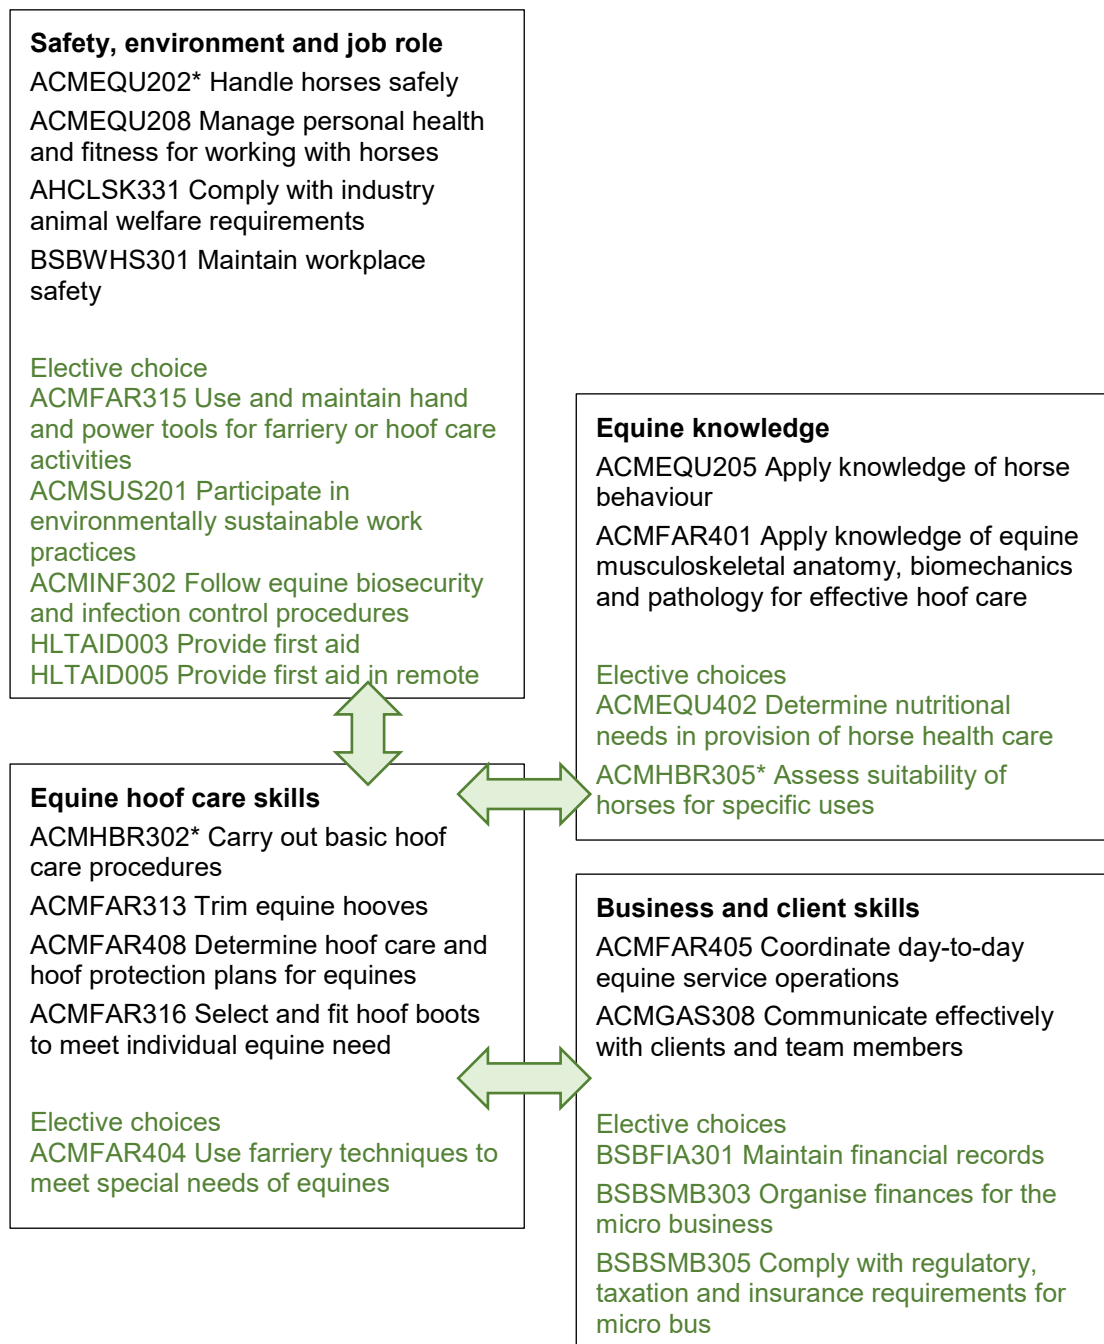 Safety, environment and job role
ACMEQU202* Handle horses safely
ACMEQU208 Manage personal health
and fitness for working with horses
AHCLSK331 Comply with industry
animal welfare requirements
BSBWHS301 Maintain workplace
safety
Elective choice
ACMFAR315 Use and maintain hand
and power tools for farriery or hoof care
activities
ACMSUS201 Participate in
environmentally sustainable work
practices
ACMINF302 Follow equine biosecurity
and infection control procedures
HLTAID003 Provide first aid
HLTAID005 Provide first aid in remote
Equine knowledge
ACMEQU205 Apply knowledge of horse
behaviour
ACMFAR401 Apply knowledge of equine
musculoskeletal anatomy, biomechanics
and pathology for effective hoof care
Elective choices
ACMEQU402 Determine nutritional
needs in provision of horse health care
ACMHBR305* Assess suitability of
horses for specific uses
Equine hoof care skills
ACMHBR302* Carry out basic hoof
care procedures
ACMFAR313 Trim equine hooves
ACMFAR408 Determine hoof care and
hoof protection plans for equines
ACMFAR316 Select and fit hoof boots
to meet individual equine need
Elective choices
ACMFAR404 Use farriery techniques to
meet special needs of equines
Business and client skills
ACMFAR405 Coordinate day-to-day
equine service operations
ACMGAS308 Communicate effectively
with clients and team members
Elective choices
BSBFIA301 Maintain financial records
BSBSMB303 Organise finances for the
micro business
BSBSMB305 Comply with regulatory,
taxation and insurance requirements for
micro bus